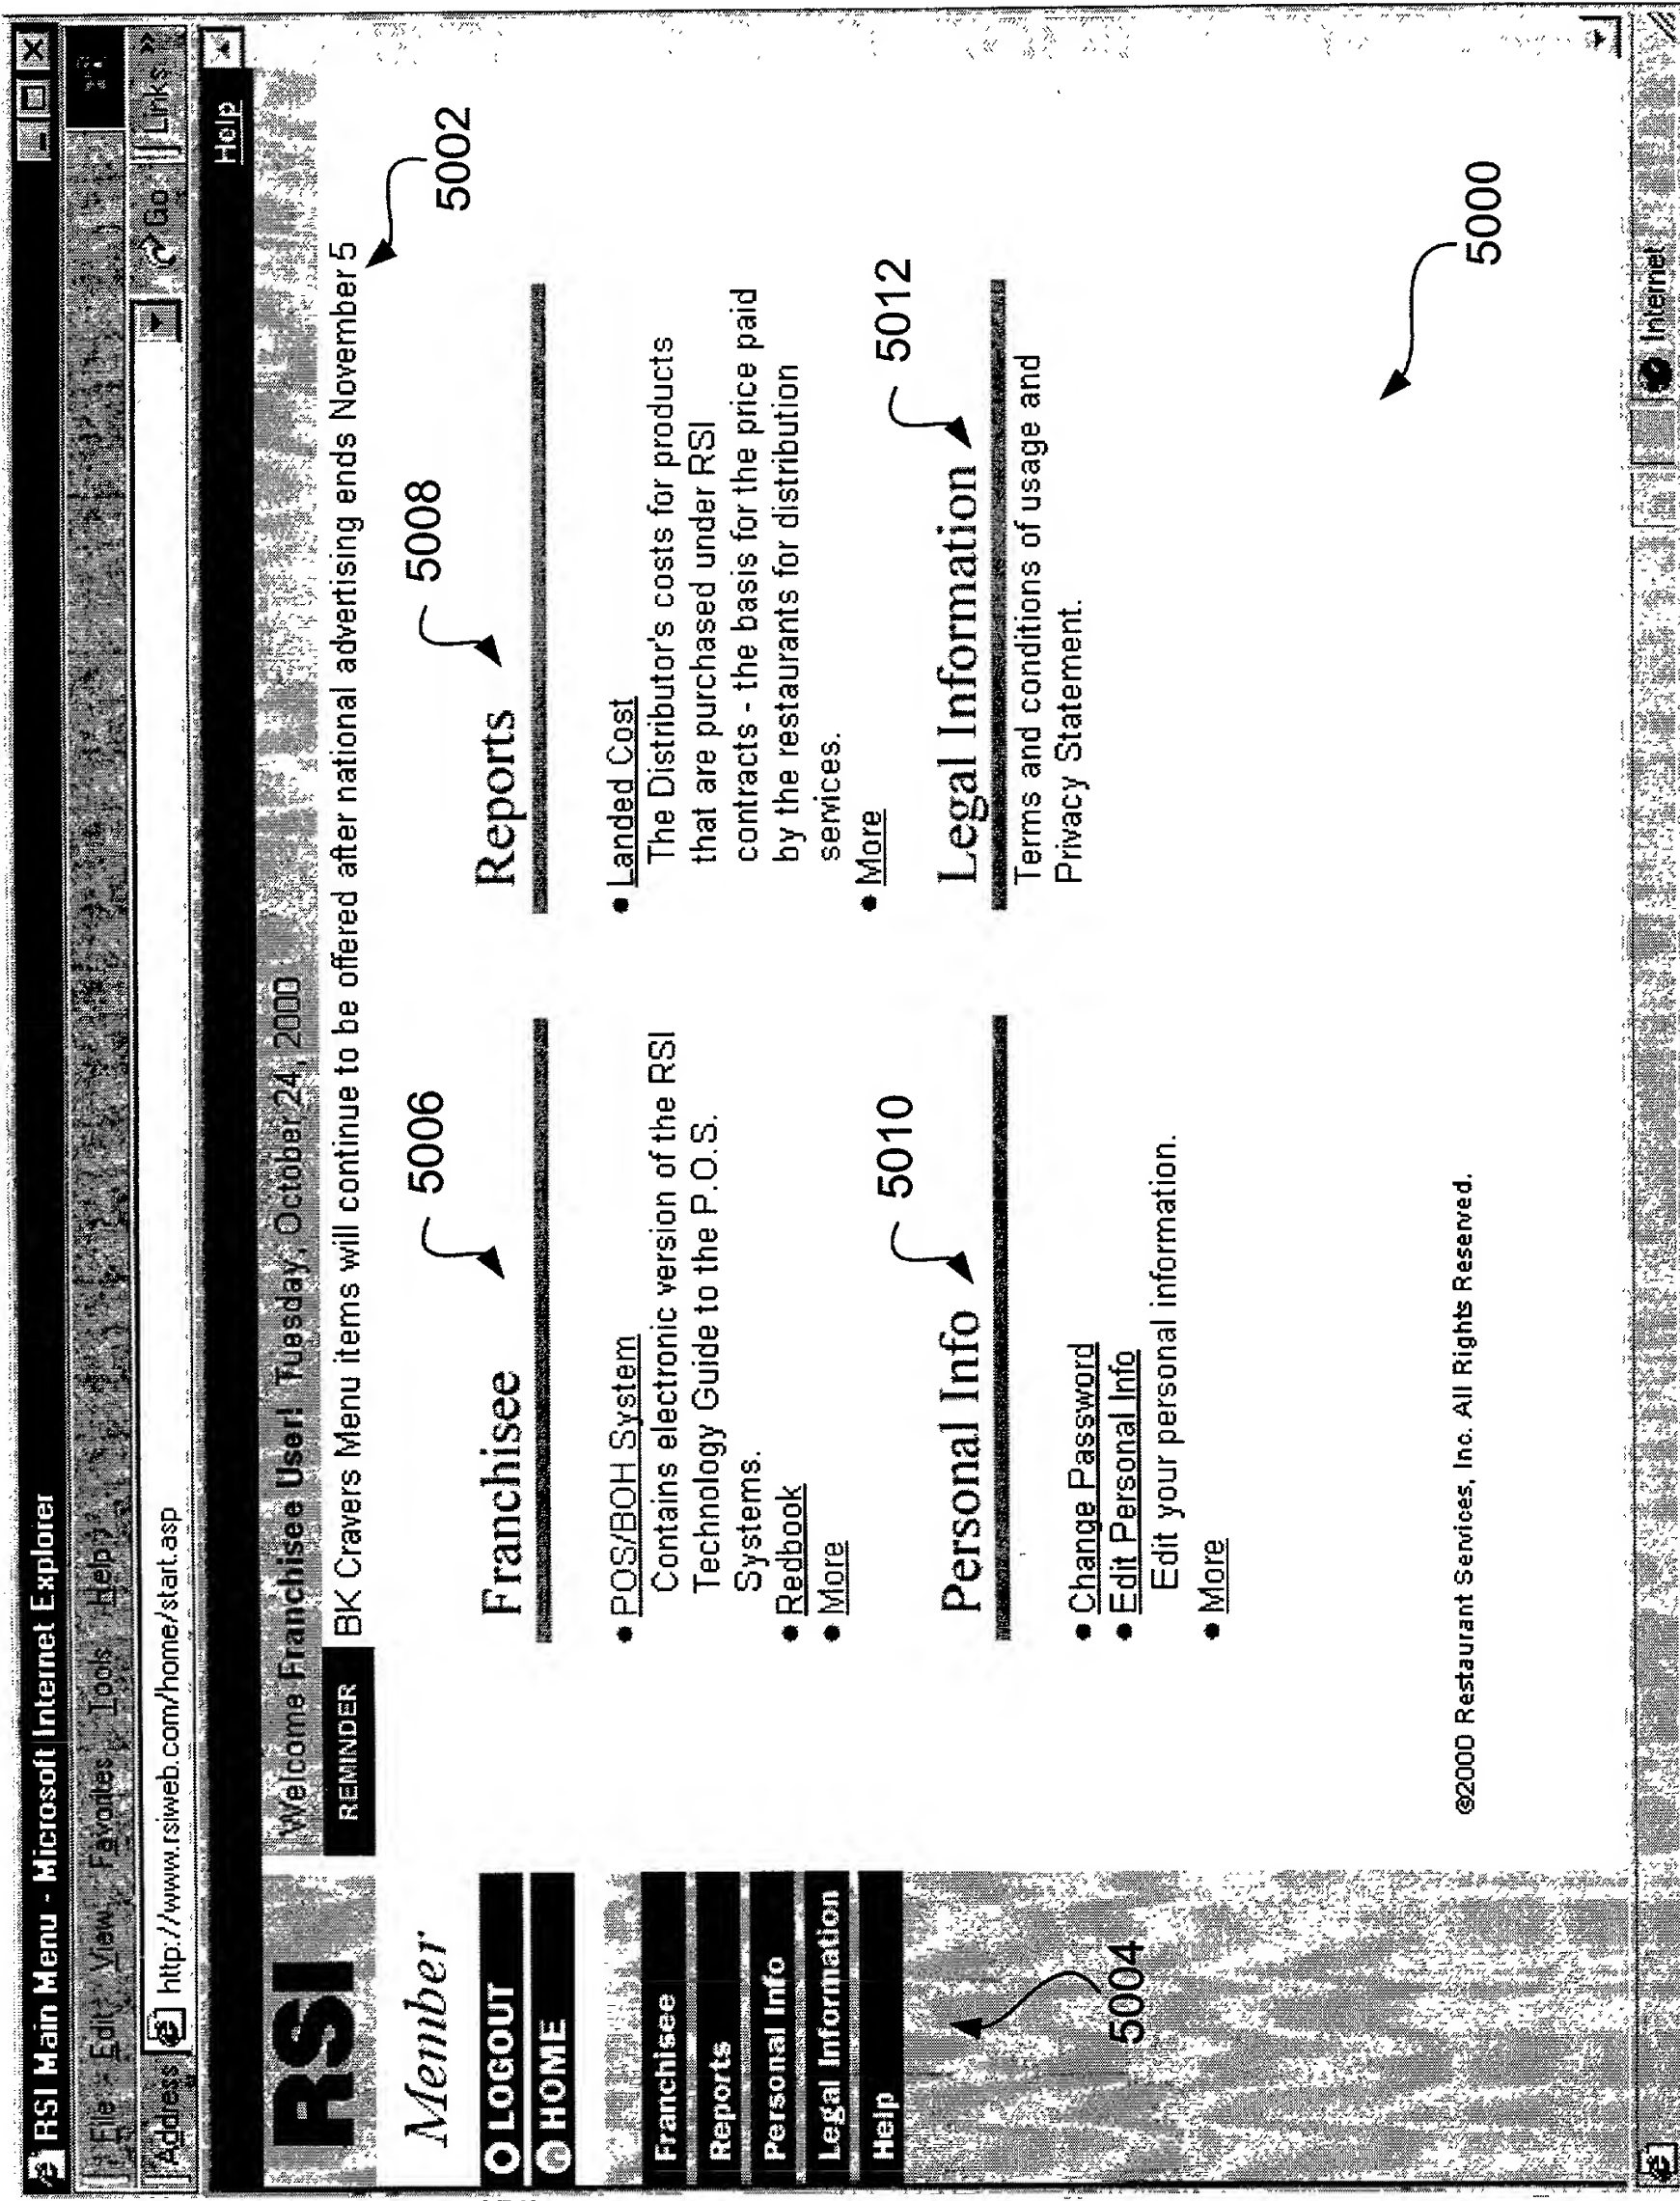 RSI Main Menu - Microsoft Internet Explorer
File Edit View Favorites Tools Help
Address http://www.rsiweb.com/home/start.asp Go Links »
Help
RSI
Welcome Franchisee User! Tuesday, October 24, 2000
REMINDER BK Cravers Menu items will continue to be offered after national advertising ends November 5
5002
Member
LOGOUT
HOME
Franchisee
Reports
Personal Info
Legal Information
Help
5004
5006
Franchisee
• POS/BOH System
Contains electronic version of the RSI
Technology Guide to the P.O.S.
Systems.
• Redbook
• More
5008
Reports
• Landed Cost
The Distributor's costs for products
that are purchased under RSI
contracts - the basis for the price paid
by the restaurants for distribution
services.
• More
5010
Personal Info
• Change Password
• Edit Personal Info
Edit your personal information.
• More
5012
Legal Information
Terms and conditions of usage and
Privacy Statement.
5000
©2000 Restaurant Services, Inc. All Rights Reserved.
Internet